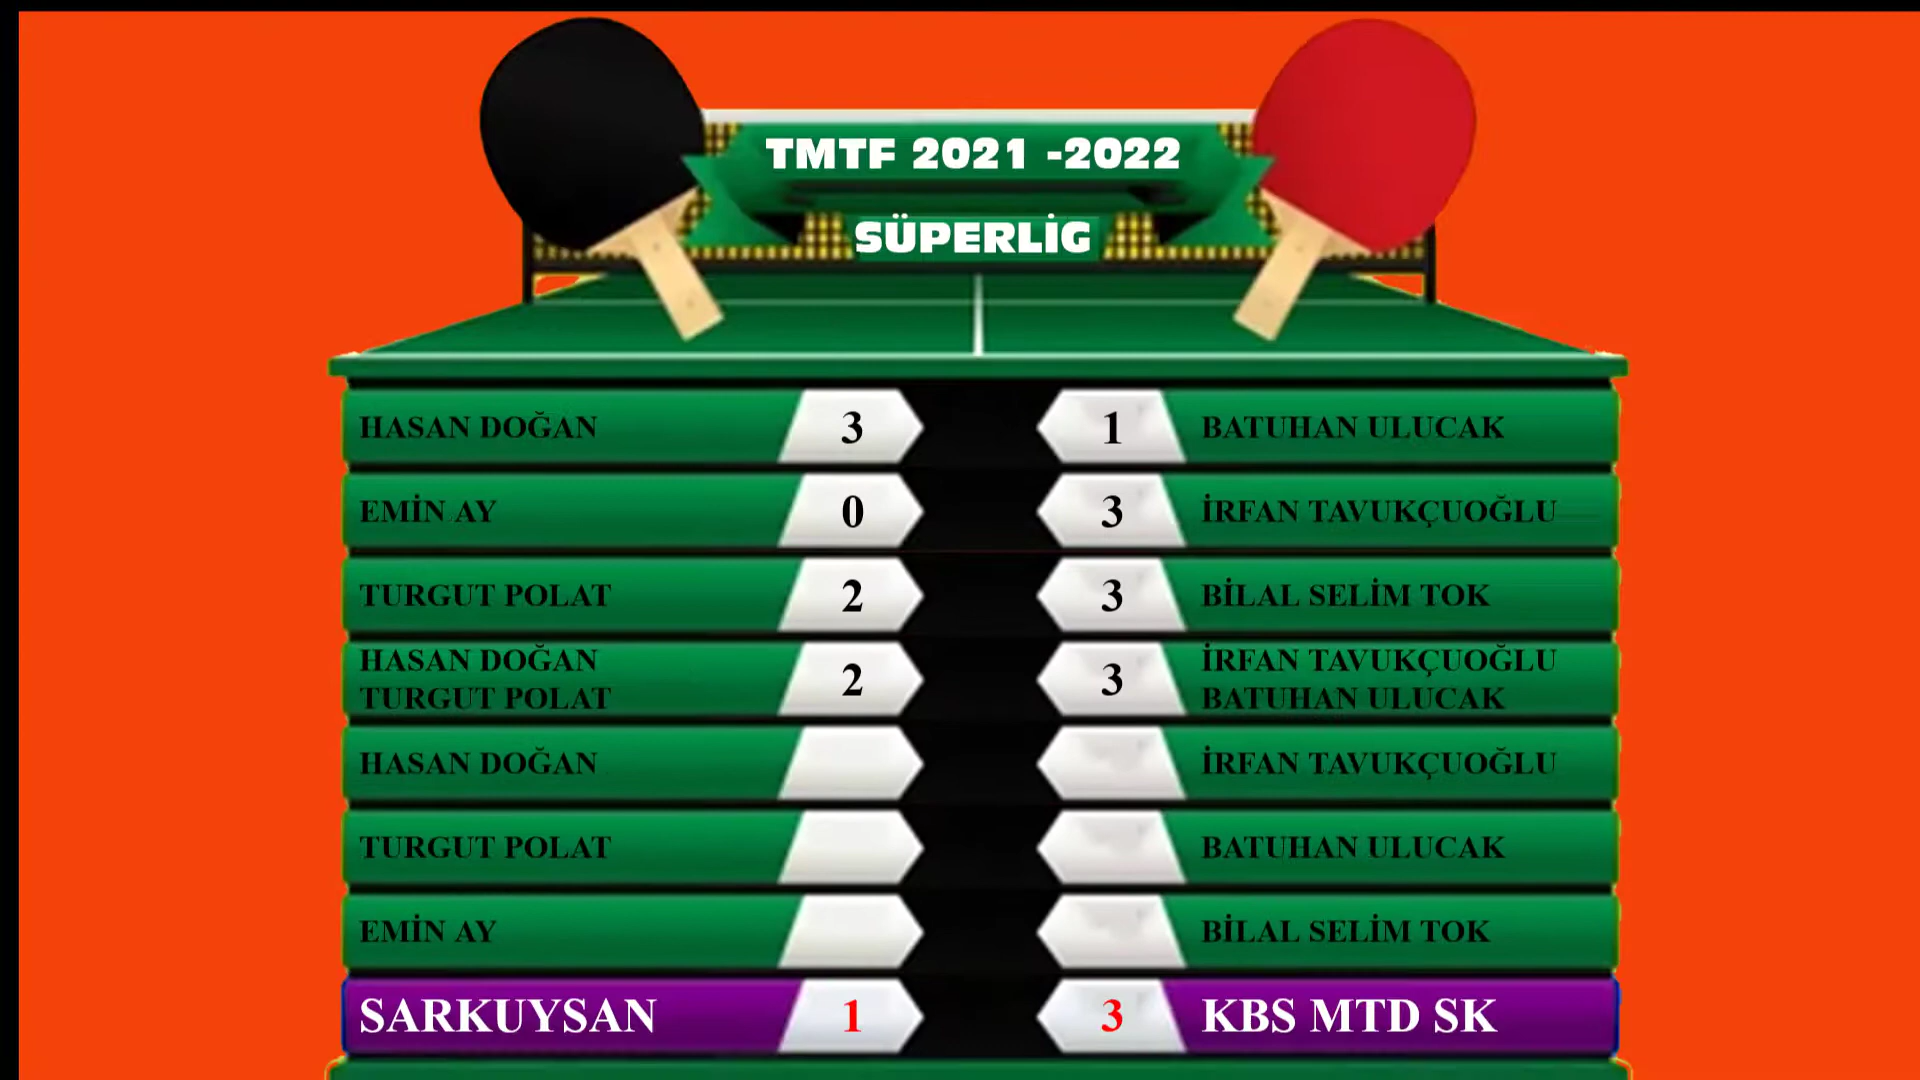 TMTF 2021 -2022
SÜPERLİG
HASAN DOĞAN 3 1 BATUHAN ULUCAK
EMİN AY 0 3 İRFAN TAVUKÇUOĞLU
TURGUT POLAT 2 3 BİLAL SELİM TOK
HASAN DOĞAN İRFAN TAVUKÇUOĞLU
2 3
TURGUT POLAT BATUHAN ULUCAK
HASAN DOĞAN İRFAN TAVUKÇUOĞLU
TURGUT POLAT BATUHAN ULUCAK
EMİN AY BİLAL SELİM TOK
SARKUYSAN 1 3 KBS MTD SK